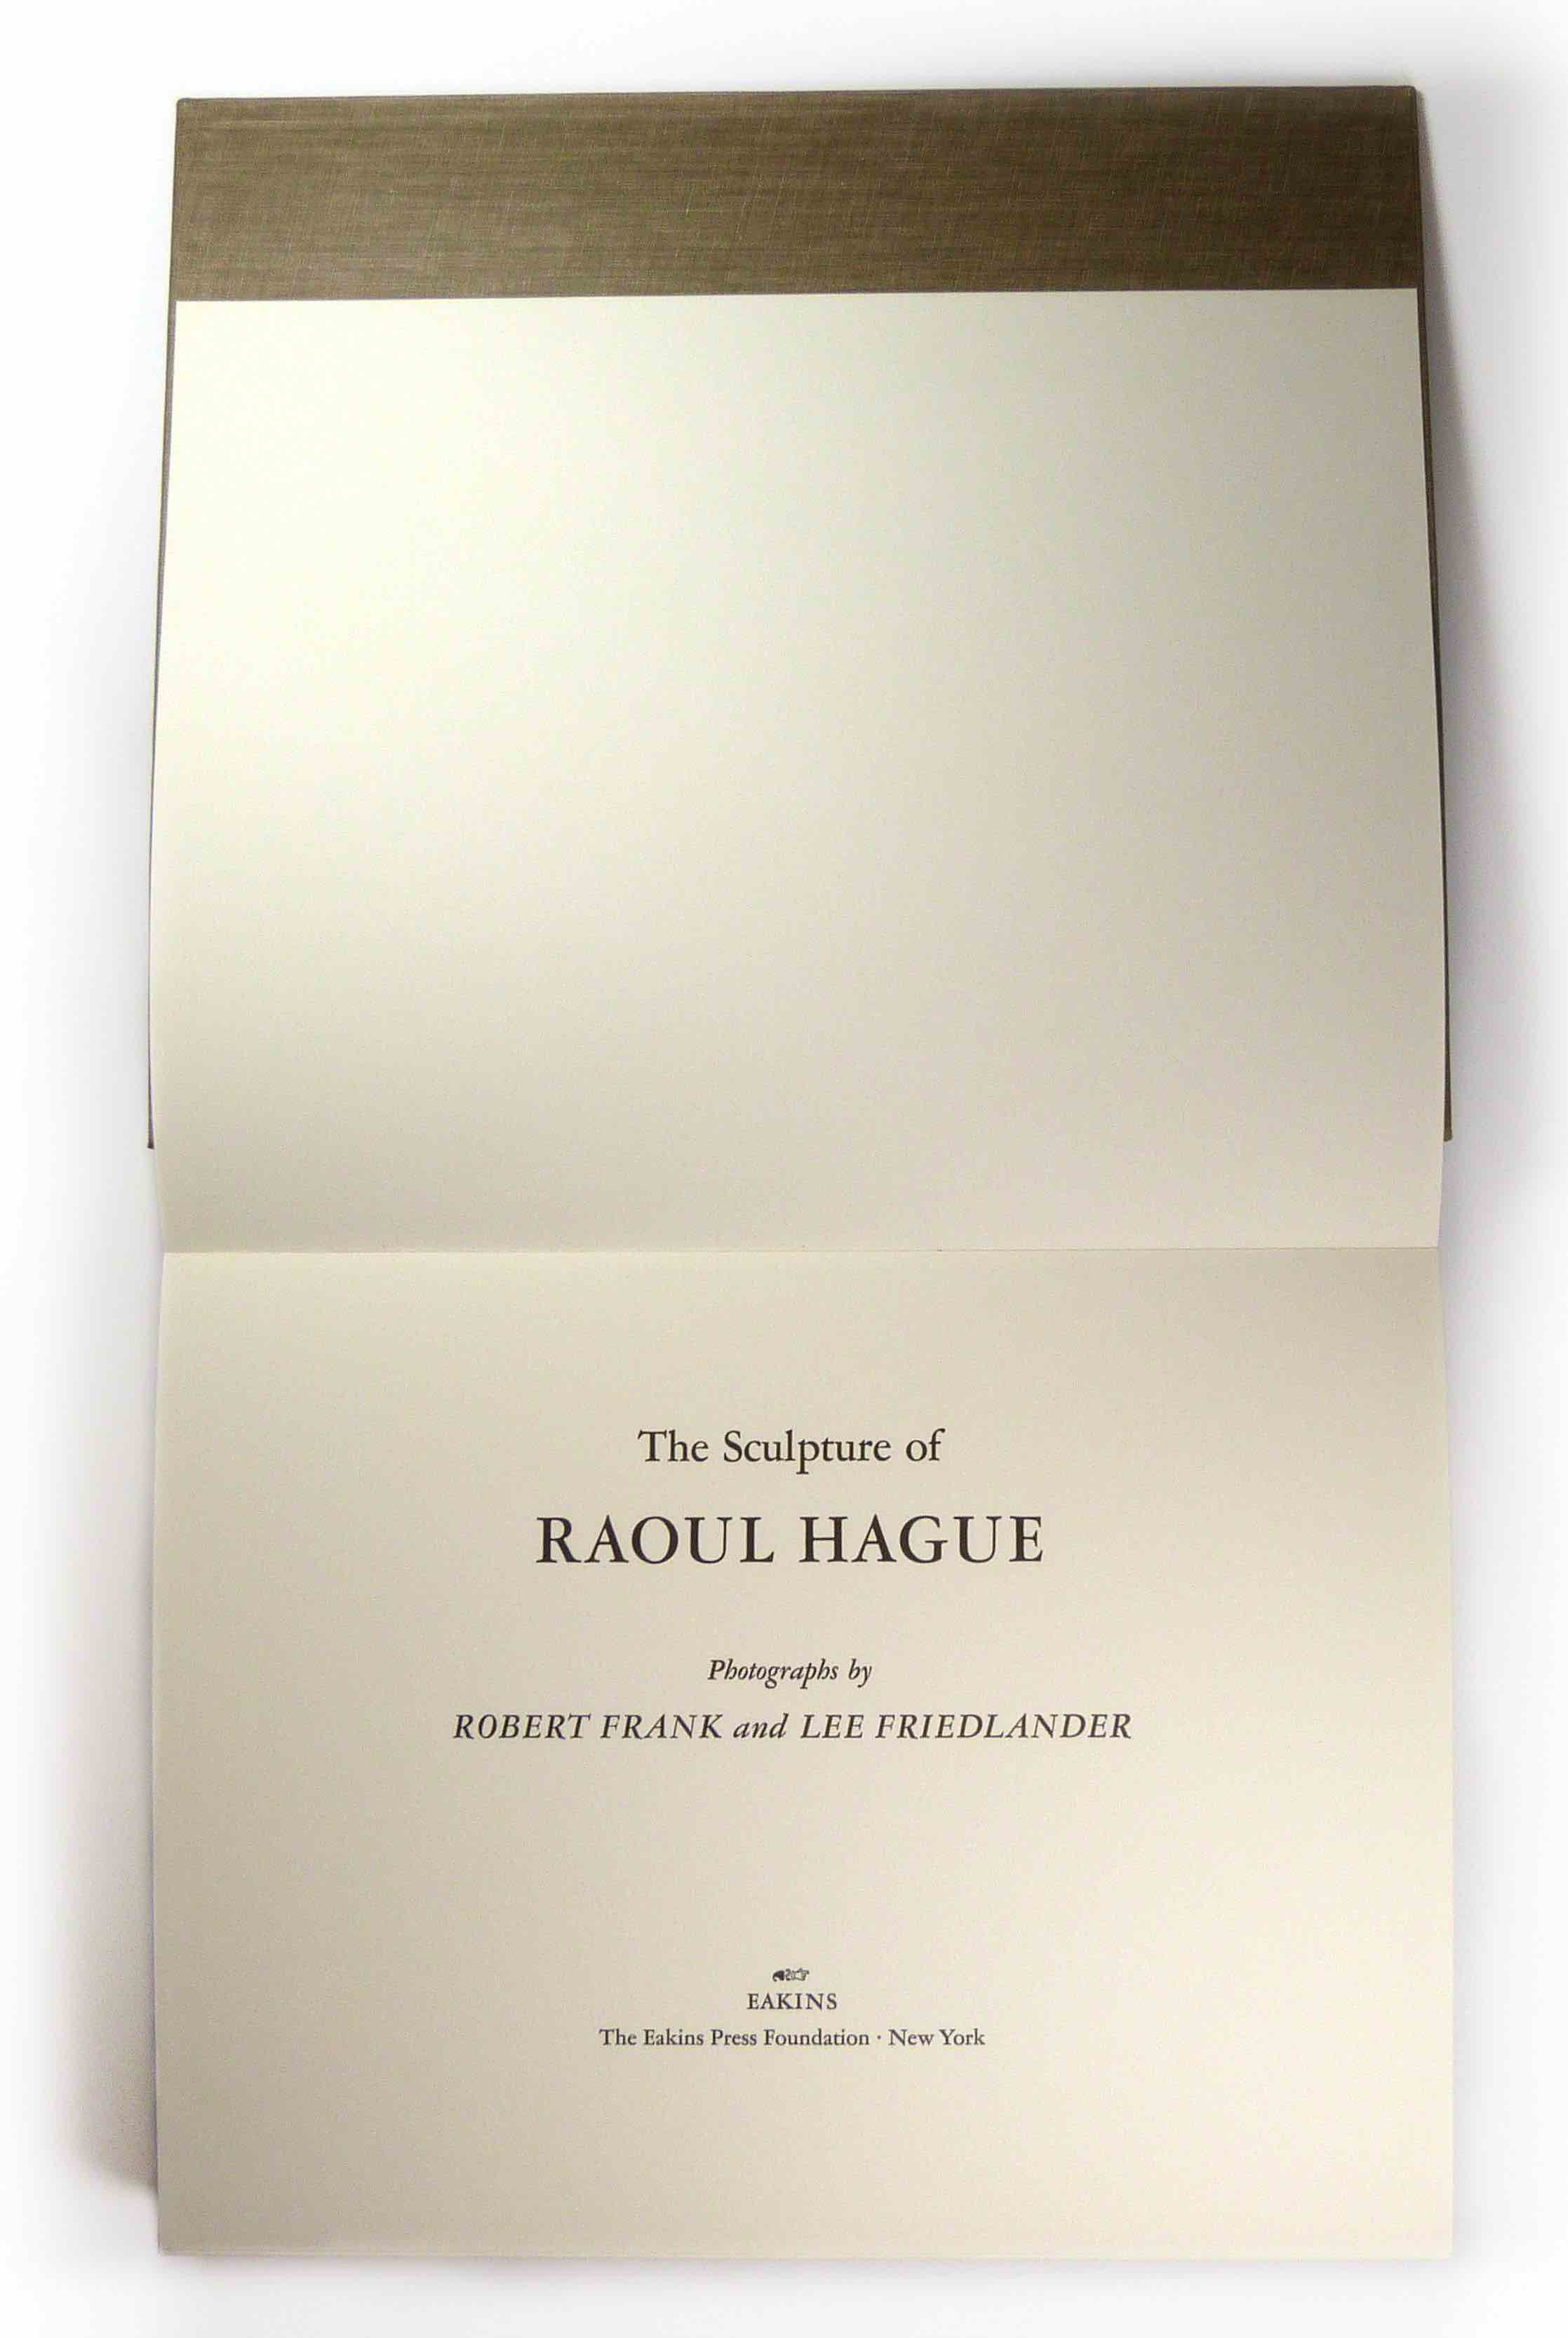 The Sculpture of
RAOUL HAGUE
Photographs by
ROBERT FRANK and LEE FRIEDLANDER
EAKINS
The Eakins Press Foundation · New York